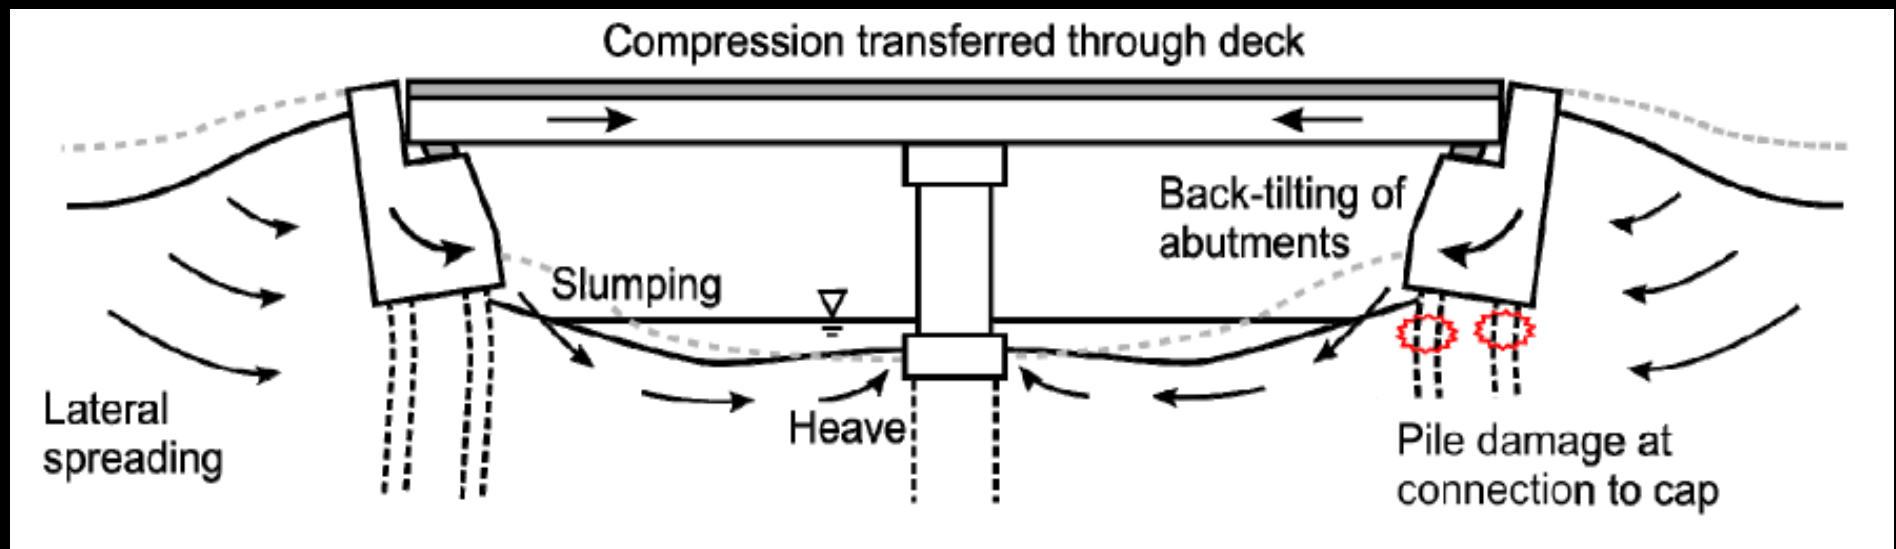 Compression transferred through deck
Back-tilting of
abutments
Slumping
Lateral
spreading
Heave
Pile damage at
connection to cap